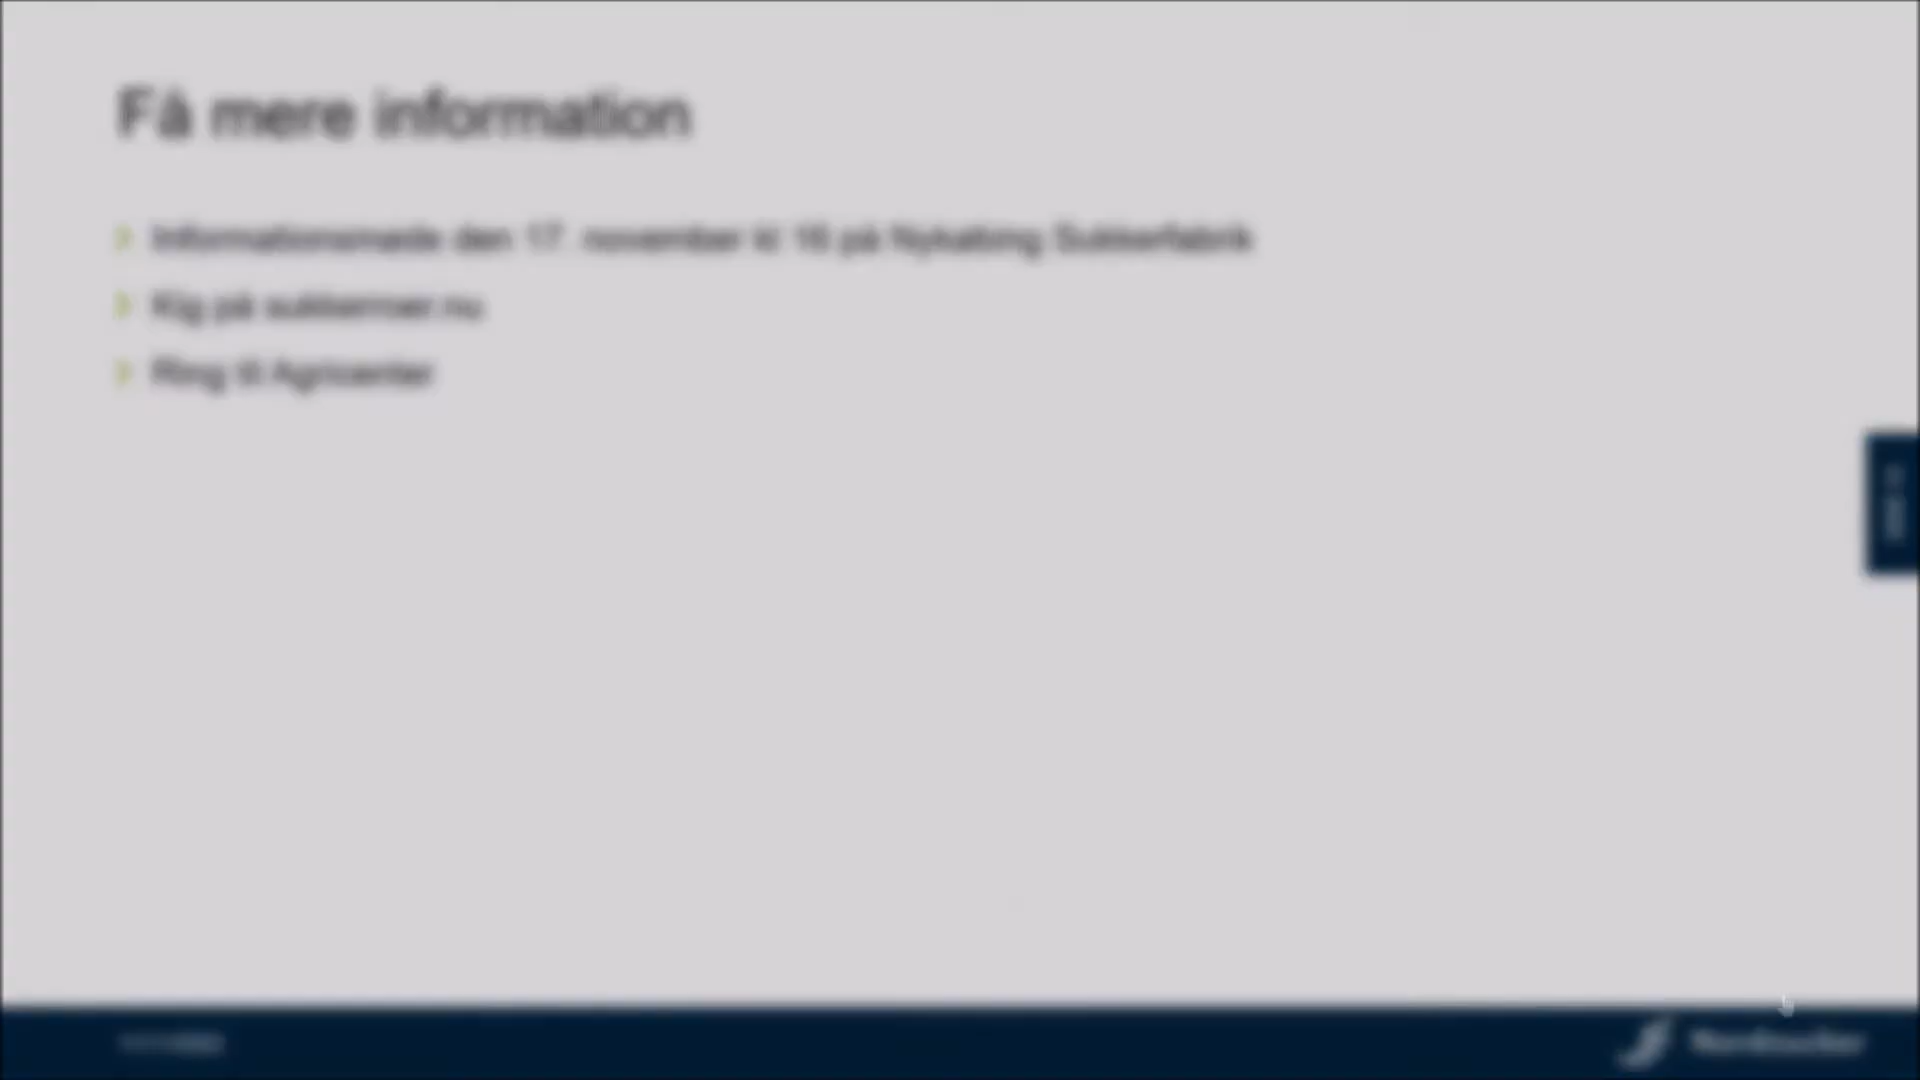 Få mere information
Informationsmøde den 17. november kl 16 på Nykøbing Sukkerfabrik
Kig på sukkerroer.nu
Ring til Agricenter
Nordzucker